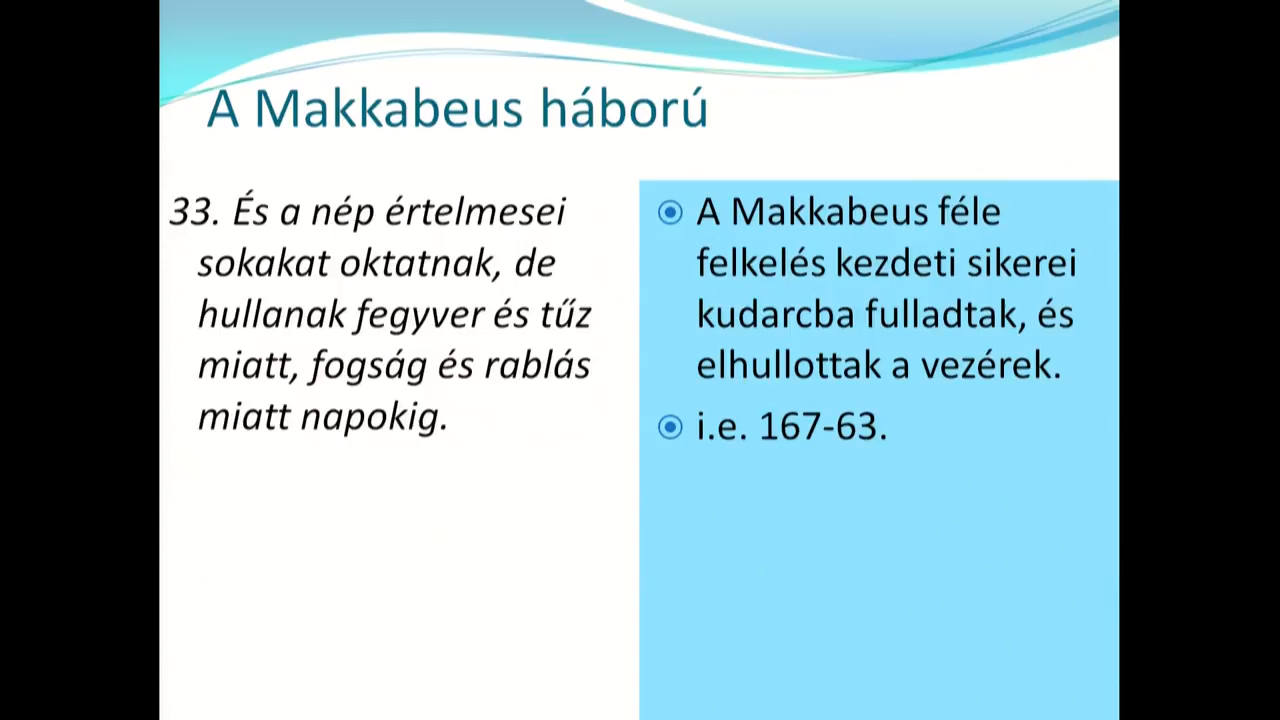 A Makkabeus háború
33. És a nép értelmesei
sokakat oktatnak, de
hullanak fegyver és tűz
miatt, fogság és rablás
miatt napokig.
A Makkabeus féle
felkelés kezdeti sikerei
kudarcba fulladtak, és
elhullottak a vezérek.
i.e. 167-63.